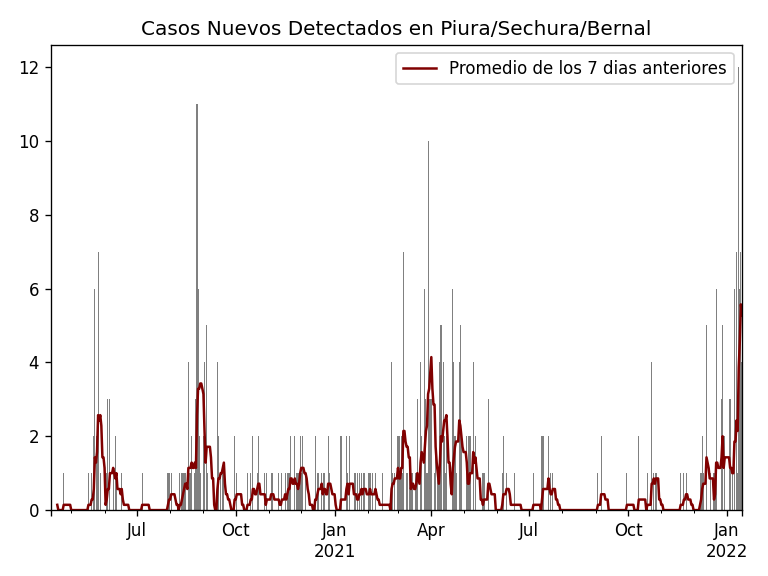 Casos Nuevos Detectados en Piura/Sechura/Bernal
Promedio de los 7 dias anteriores
12
10
8
6
4
2
0
Jul
Oct
Jan
2021
Apr
Jul
Oct
Jan
2022